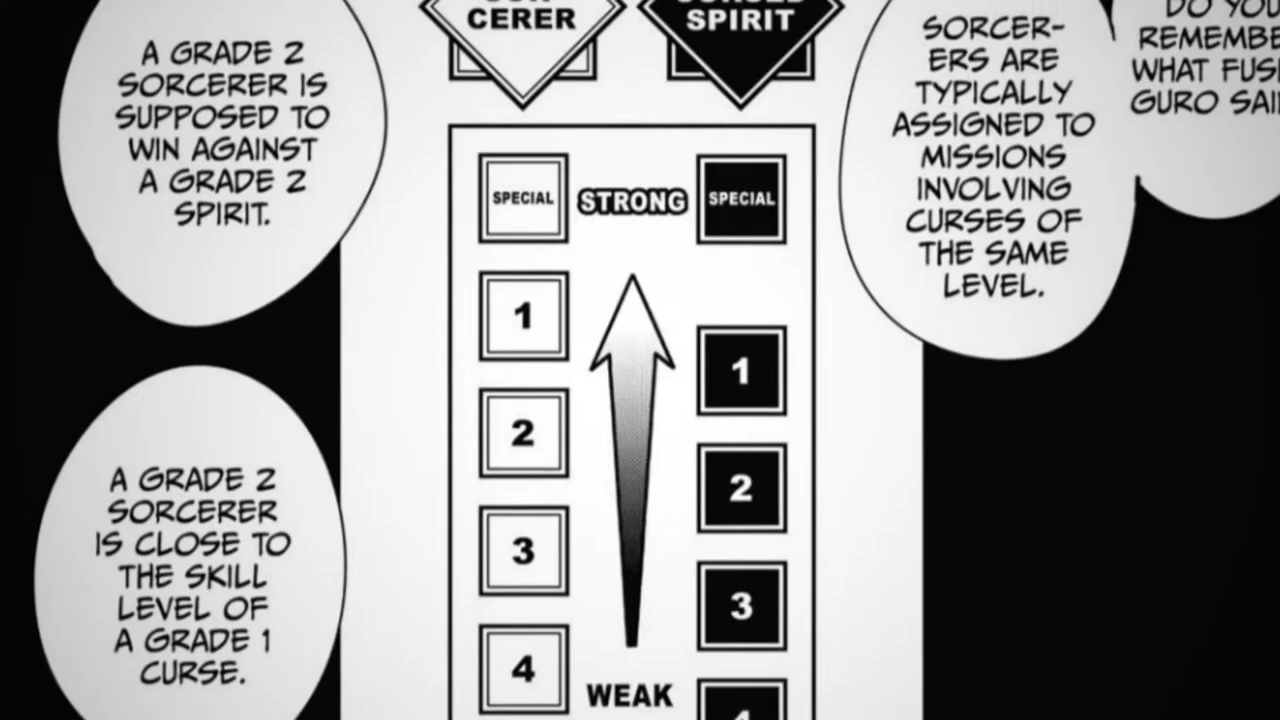 DO YOU
REMEMBE
WHAT FUSH
GURO SAI
SORCER-
ERS ARE
TYPICALLY
ASSIGNED TO
MISSIONS
INVOLVING
CURSES OF
THE SAME
LEVEL.
CERER
SPIRIT
SPECIAL
STRONG
SPECIAL
1
1
2
2
3
3
4
WEAK
A GRADE 2
SORCERER IS
SUPPOSED TO
WIN AGAINST
A GRADE 2
SPIRIT.
A GRADE 2
SORCERER
IS CLOSE TO
THE SKILL
LEVEL OF
A GRADE 1
CURSE.